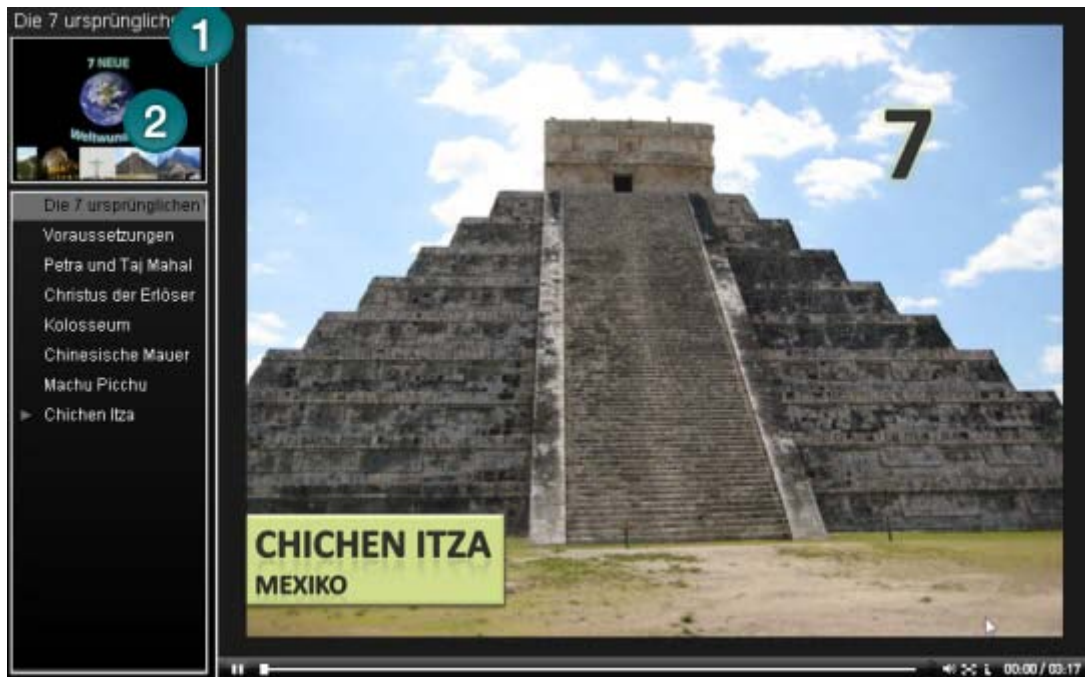 Die 7 ursprünglich
1
7 NEUE
2
Die 7 ursprünglichen
Voraussetzungen
Petra und Taj Mahal
Christus der Erlöser
Kolosseum
Chinesische Mauer
Machu Picchu
Chichen Itza
7
CHICHEN ITZA
MEXIKO
00:00 / 03:17